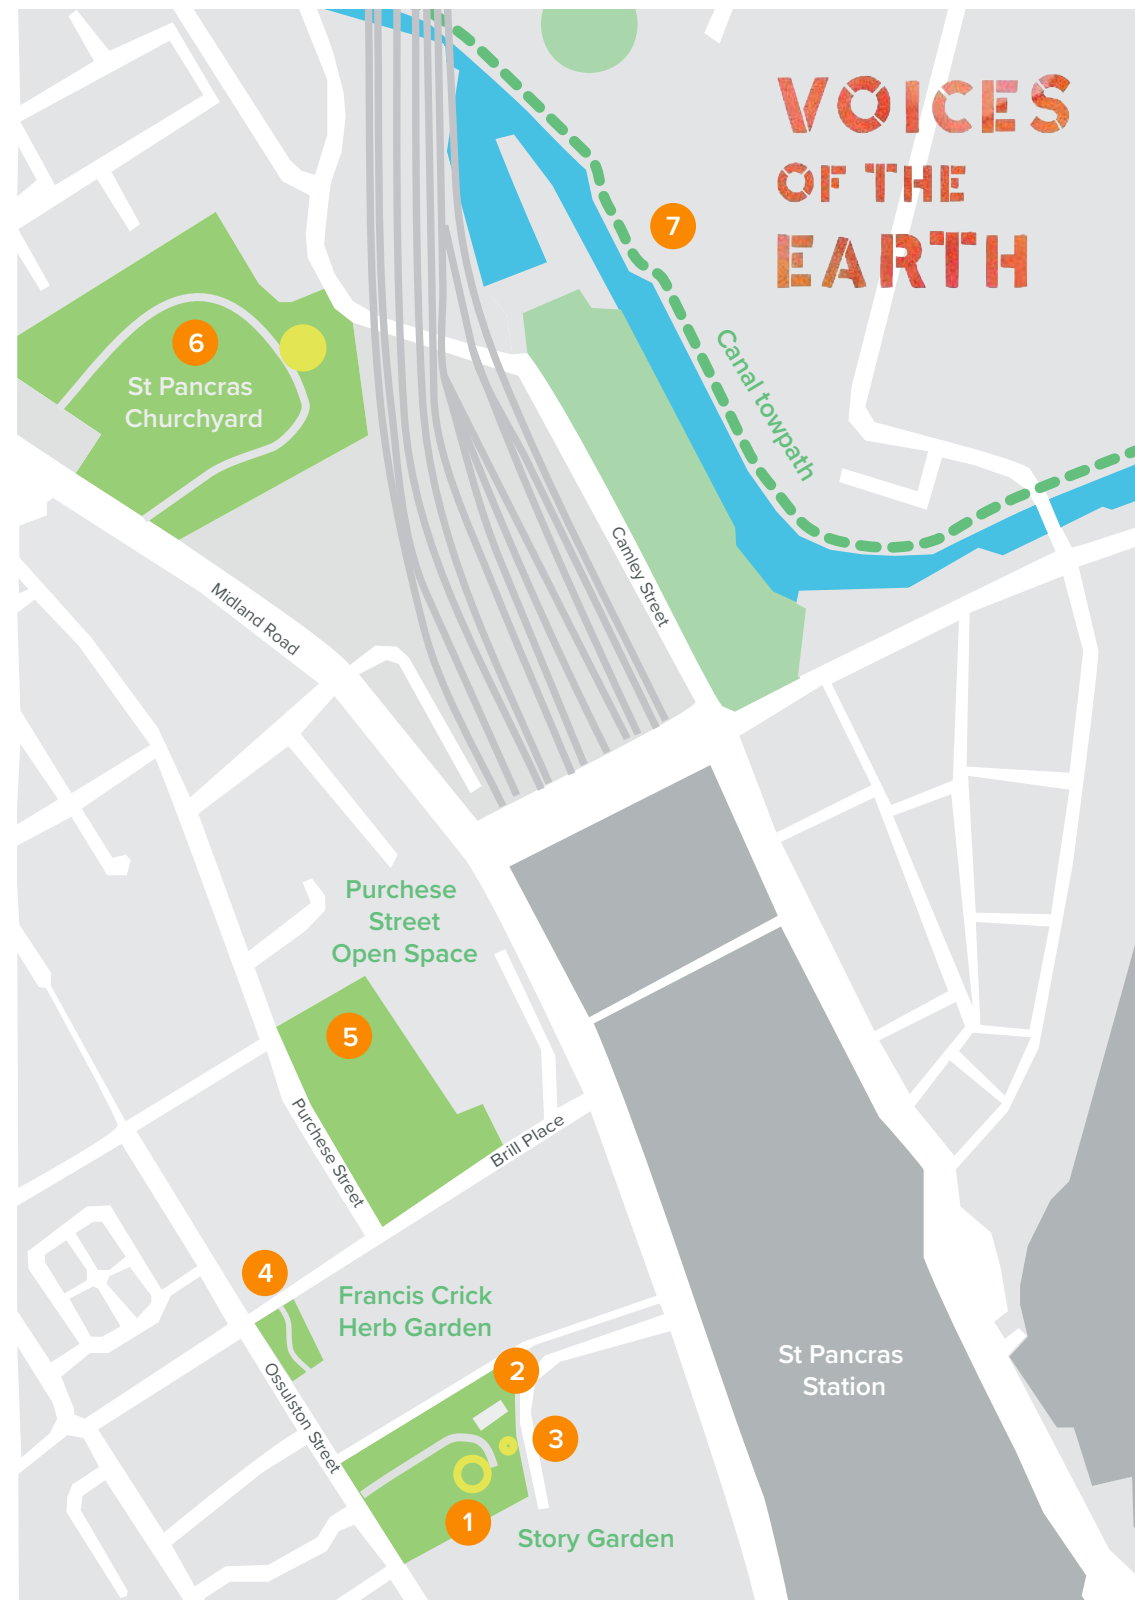 VOICES
OF THE
EARTH
7
6
St Pancras
Churchyard
Canal towpath
Camley Street
Midland Road
Purchese
Street
Open Space
5
Purchese Street
Brill Place
4
Francis Crick
Herb Garden
2
Ossulston Street
3
1
Story Garden
St Pancras
Station